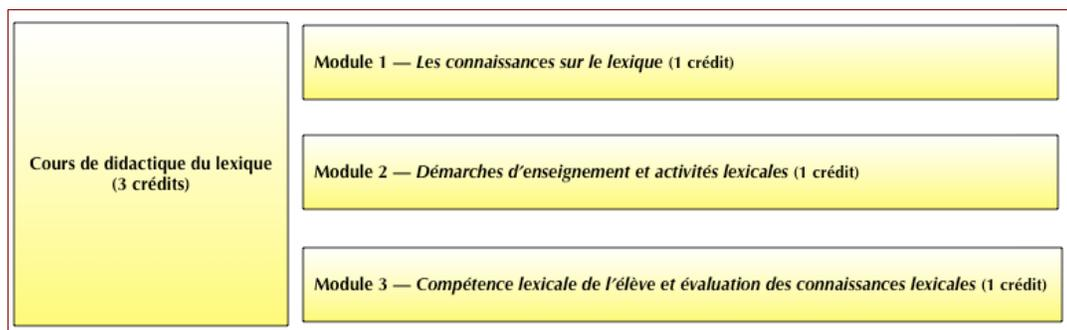 Cours de didactique du lexique
(3 crédits)
Module 1 — Les connaissances sur le lexique (1 crédit)
Module 2 — Démarches d’enseignement et activités lexicales (1 crédit)
Module 3 — Compétence lexicale de l’élève et évaluation des connaissances lexicales (1 crédit)